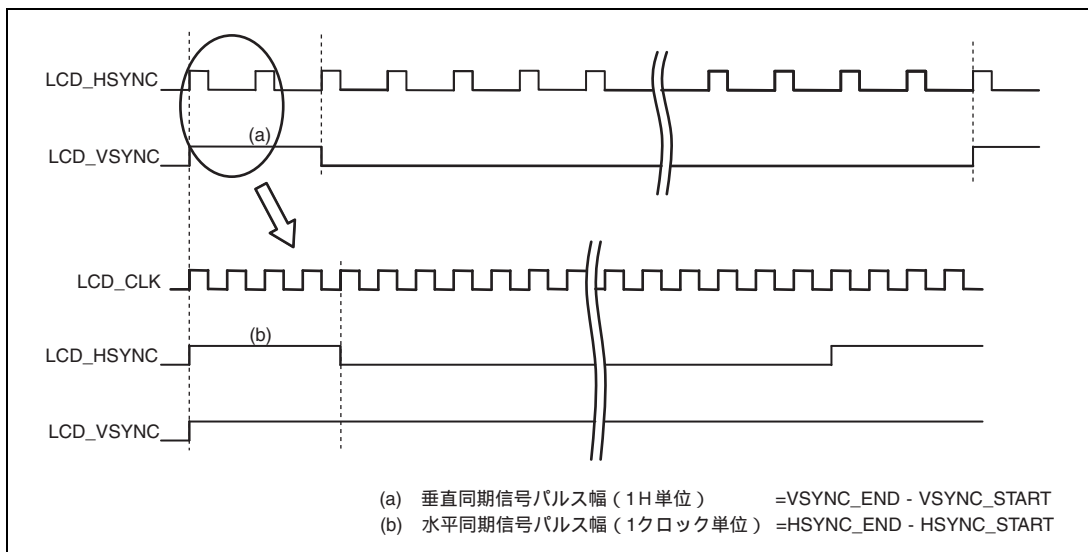 LCD_HSYNC
(a)
LCD_VSYNC
LCD_CLK
(b)
LCD_HSYNC
LCD_VSYNC
(a) 垂直同期信号パルス幅(1H単位) =VSYNC_END - VSYNC_START
(b) 水平同期信号パルス幅(1クロック単位) =HSYNC_END - HSYNC_START